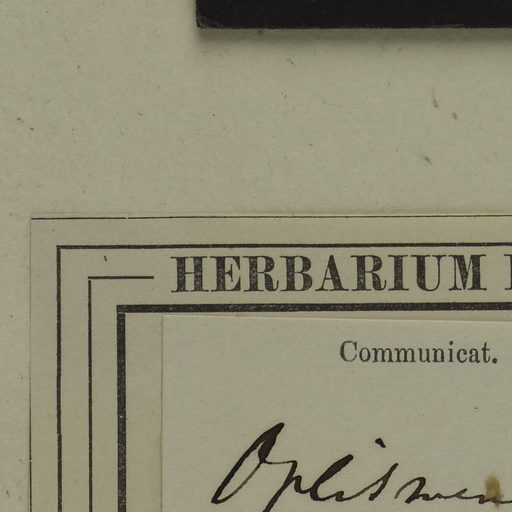 HERBARIUM
Communicat.
Oplismen